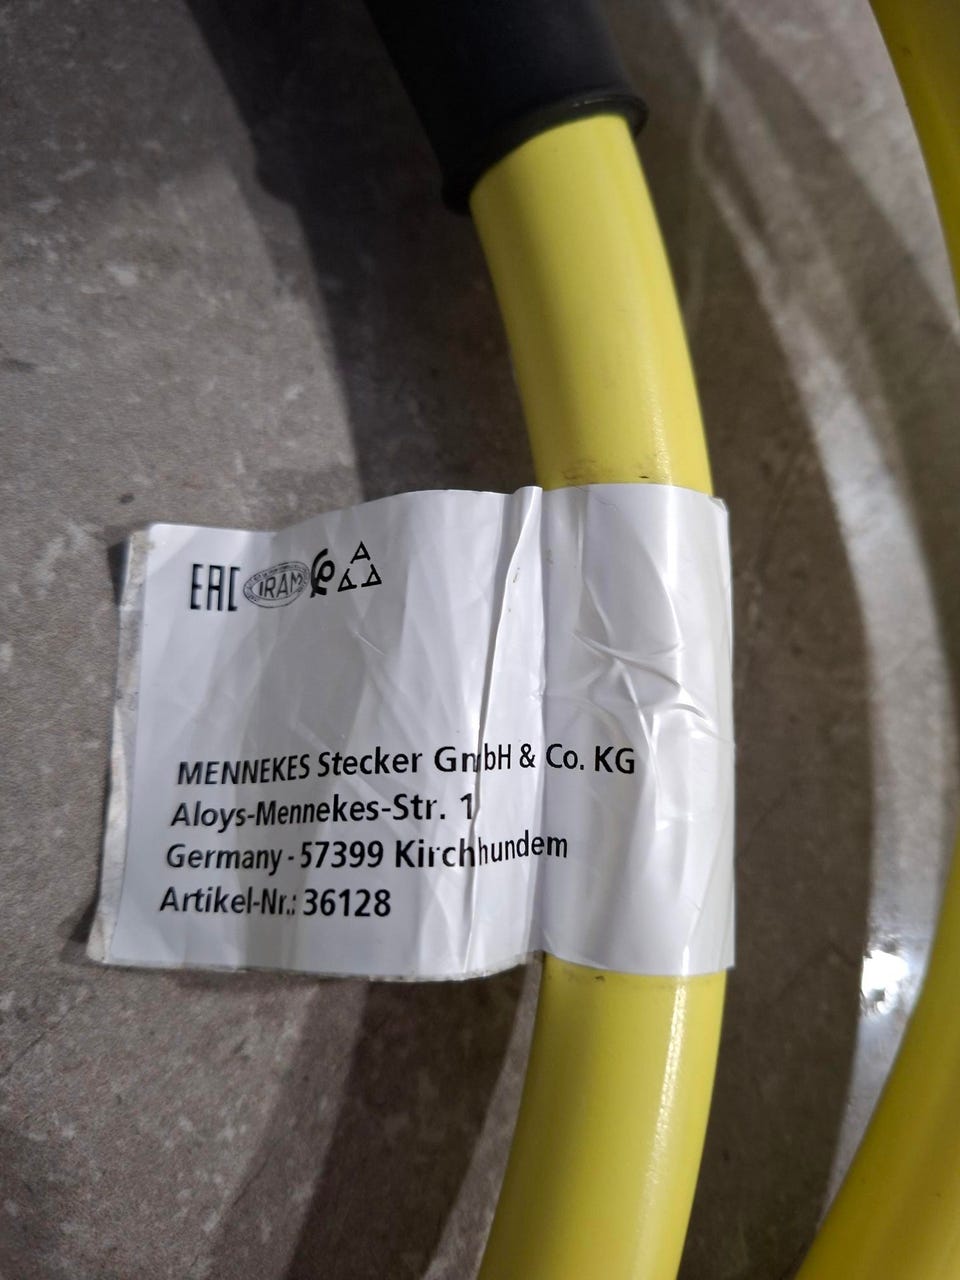 EAC IRAM
MENNEKES Stecker GmbH & Co. KG
Aloys-Mennekes-Str. 1
Germany - 57399 Kirchhundem
Artikel-Nr.: 36128